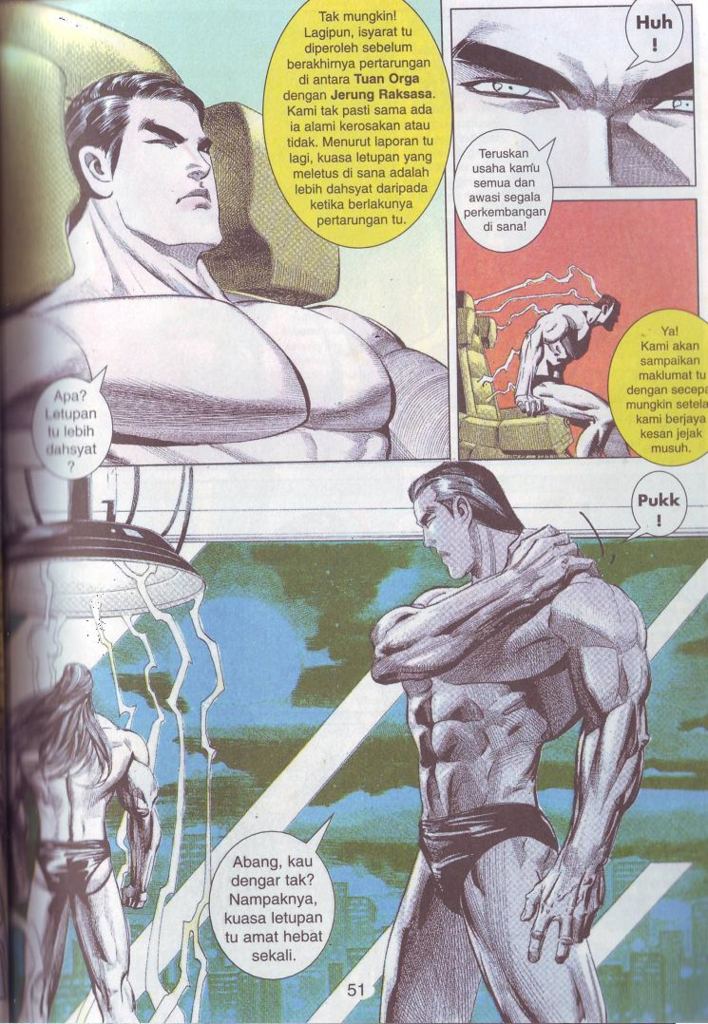 Tak mungkin!
Lagipun, isyarat tu
diperoleh sebelum
berakhirnya pertarungan
di antara Tuan Orga
dengan Jerung Raksasa.
Kami tak pasti sama ada
ia alami kerosakan atau
tidak. Menurut laporan tu
lagi, kuasa letupan yang
meletus di sana adalah
lebih dahsyat daripada
ketika berlakunya
pertarungan tu.
Apa?
Letupan
tu lebih
dahsyat
?
Huh
!
Teruskan
usaha kamu
semua dan
awasi segala
perkembangan
di sana!
Ya!
Kami akan
sampaikan
maklumat tu
dengan secepa
mungkin setela
kami berjaya
kesan jejak
musuh.
Pukk
!
Abang, kau
dengar tak?
Nampaknya,
kuasa letupan
tu amat hebat
sekali.
51